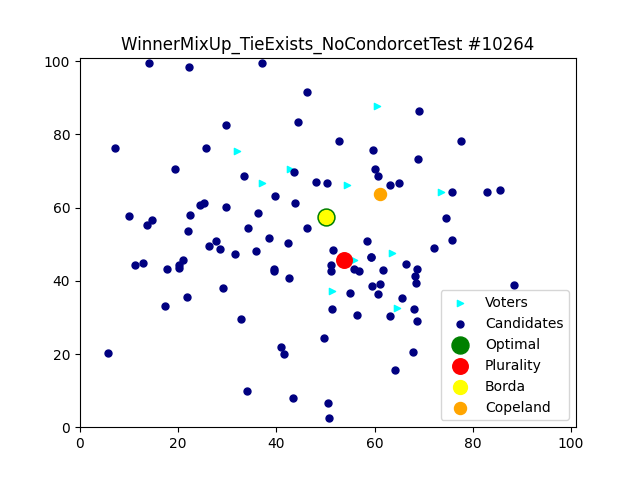 WinnerMixUp_TieExists_NoCondorcetTest #10264
100
80
60
40
20
0
0 20 40 60 80 100
Voters
Candidates
Optimal
Plurality
Borda
Copeland